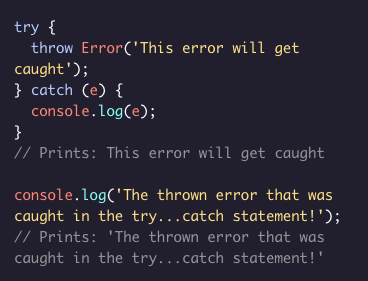 try {
  throw Error('This error will get
caught');
} catch (e) {
  console.log(e);
}
// Prints: This error will get caught

console.log('The thrown error that was
caught in the try...catch statement!');
// Prints: 'The thrown error that was
caught in the try...catch statement!'